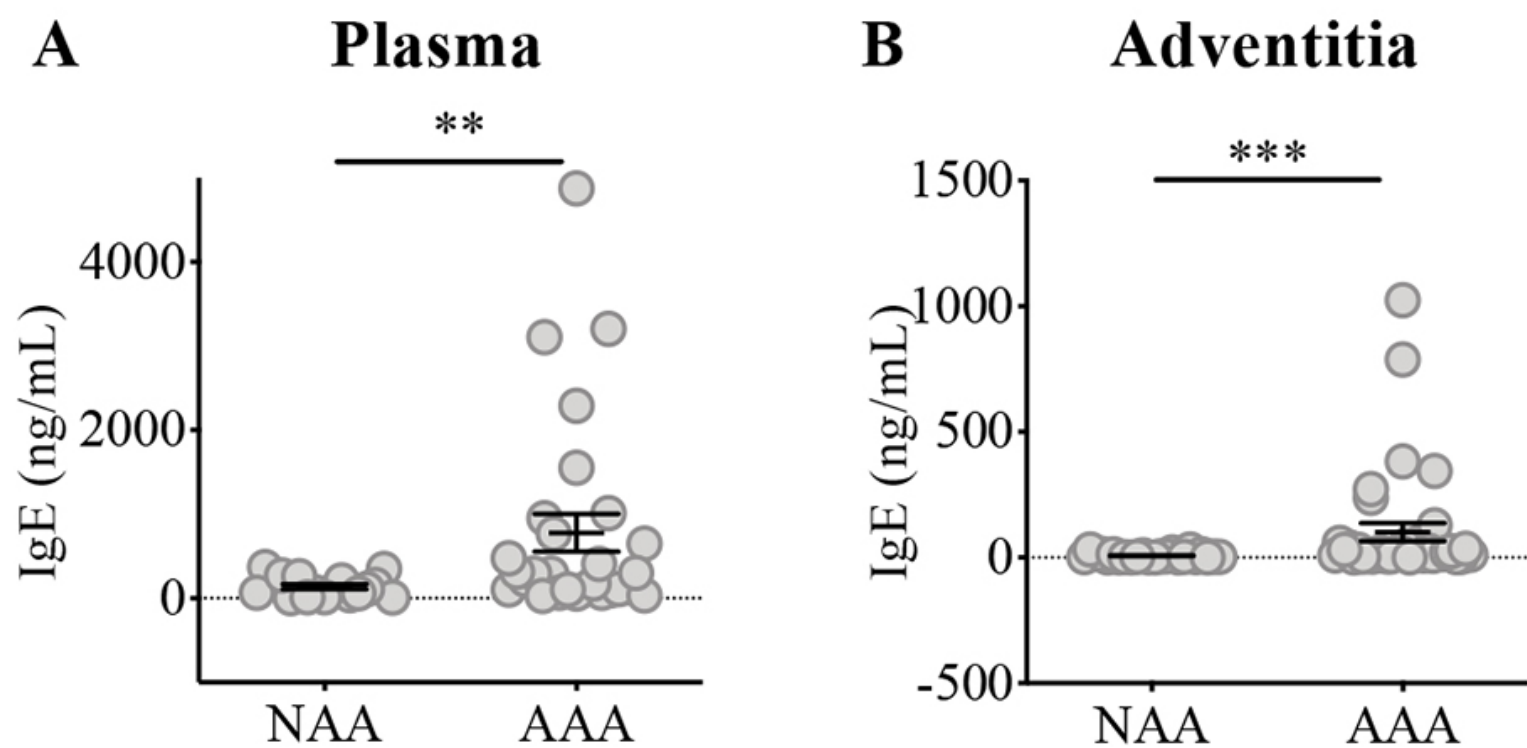 A Plasma
**
IgE (ng/mL)
4000
2000
0
NAA AAA
B Adventitia
***
IgE (ng/mL)
1500
1000
500
0
-500
NAA AAA